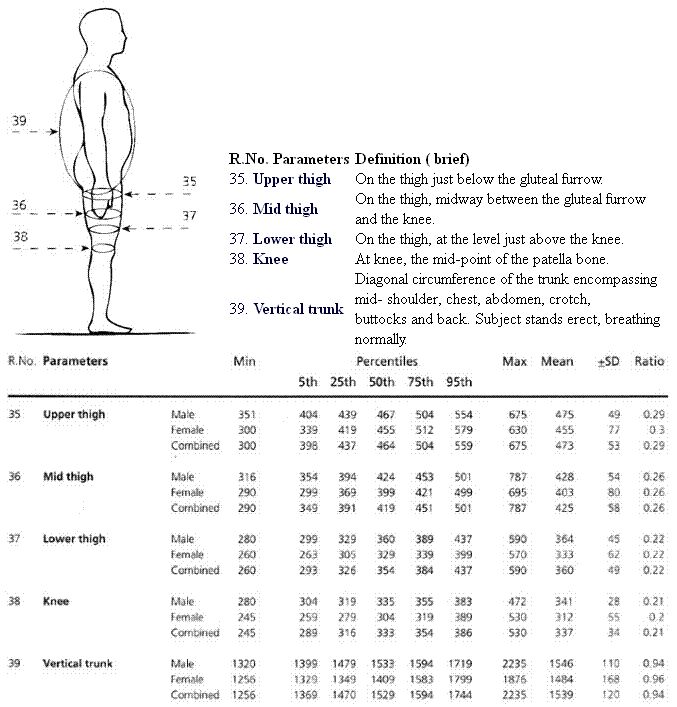 39
35
36
37
38
R.No. Parameters Definition ( brief)
35. Upper thigh On the thigh just below the gluteal furrow
36. Mid thigh On the thigh, midway between the gluteal furrow and the knee.
37. Lower thigh On the thigh, at the level just above the knee.
38. Knee At knee, the mid-point of the patella bone.
39. Vertical trunk Diagonal circumference of the trunk encompassing
mid- shoulder, chest, abdomen, crotch,
buttocks and back. Subject stands erect, breathing
normally.
R.No. Parameters Min Percentiles Max Mean ±SD Ratio
5th 25th 50th 75th 95th
35 Upper thigh Male 351 404 439 467 504 554 675 475 49 0.29
Female 300 339 419 455 512 579 630 455 77 0.3
Combined 300 398 437 464 504 559 675 473 53 0.29
36 Mid thigh Male 316 354 394 424 453 501 787 428 54 0.26
Female 290 299 369 399 421 499 695 403 80 0.26
Combined 290 349 391 419 451 501 787 425 58 0.26
37 Lower thigh Male 280 299 329 360 389 437 590 364 45 0.22
Female 260 263 305 329 339 399 570 333 62 0.22
Combined 260 293 326 354 384 437 590 360 49 0.22
38 Knee Male 280 304 319 335 355 383 472 341 28 0.21
Female 245 259 279 304 319 389 530 312 55 0.2
Combined 245 289 316 333 354 386 530 337 34 0.21
39 Vertical trunk Male 1320 1399 1479 1533 1594 1719 2235 1546 110 0.94
Female 1256 1329 1349 1409 1583 1799 1876 1484 168 0.96
Combined 1256 1369 1470 1529 1594 1744 2235 1539 120 0.94